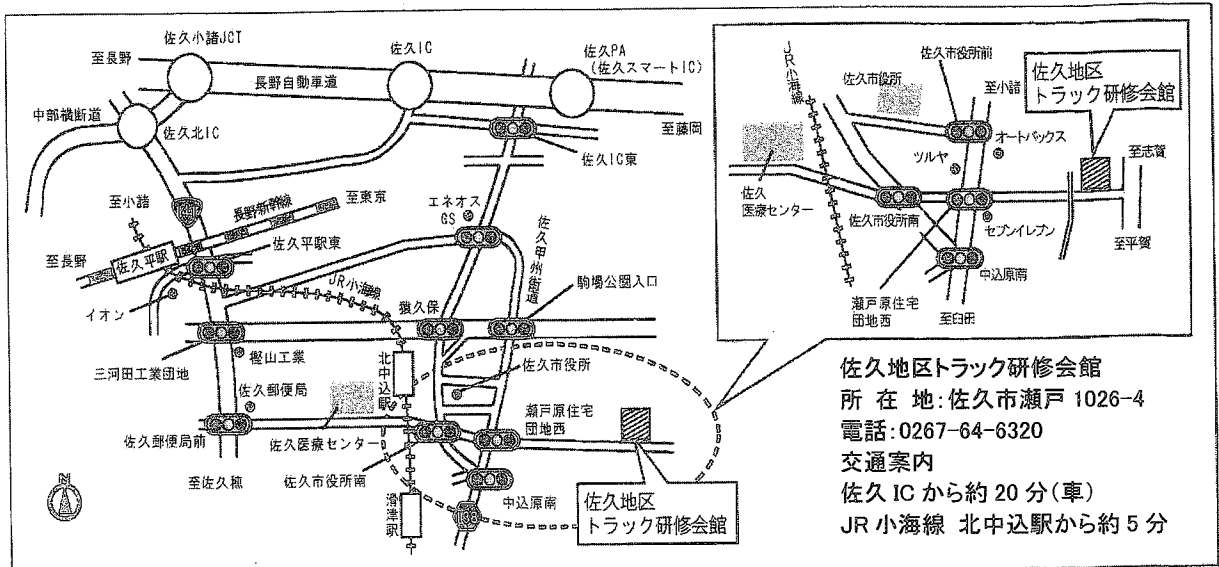 佐久小諸JCT
至長野
佐久IC
佐久PA
(佐久スマートIC)
長野自動車道
中部横断道
佐久北IC
至藤岡
佐久IC東
至小諸
141
長野新幹線
至東京
エネオス
GS
佐久甲州街道
佐久平駅
至長野
佐久平駅東
JR小海線
駒場公園入口
イオン
猿久保
三河田工業団地
樫山工業
北中込駅
佐久市役所
佐久郵便局
瀬戸原住宅
団地西
佐久郵便局前
佐久医療センター
至佐久穂
佐久市役所南
滑津駅
中込原南
138
N
佐久地区
トラック研修会館
JR小海線
佐久市役所前
佐久市役所
至小諸
佐久地区
トラック研修会館
オートバックス
ツルヤ
至志賀
佐久
医療センター
佐久市役所南
セブンイレブン
至平賀
中込原南
瀬戸原住宅
団地西
至臼田
佐久地区トラック研修会館
所 在 地:佐久市瀬戸 1026-4
電話:0267-64-6320
交通案内
佐久 IC から約 20 分(車)
JR 小海線 北中込駅から約 5 分